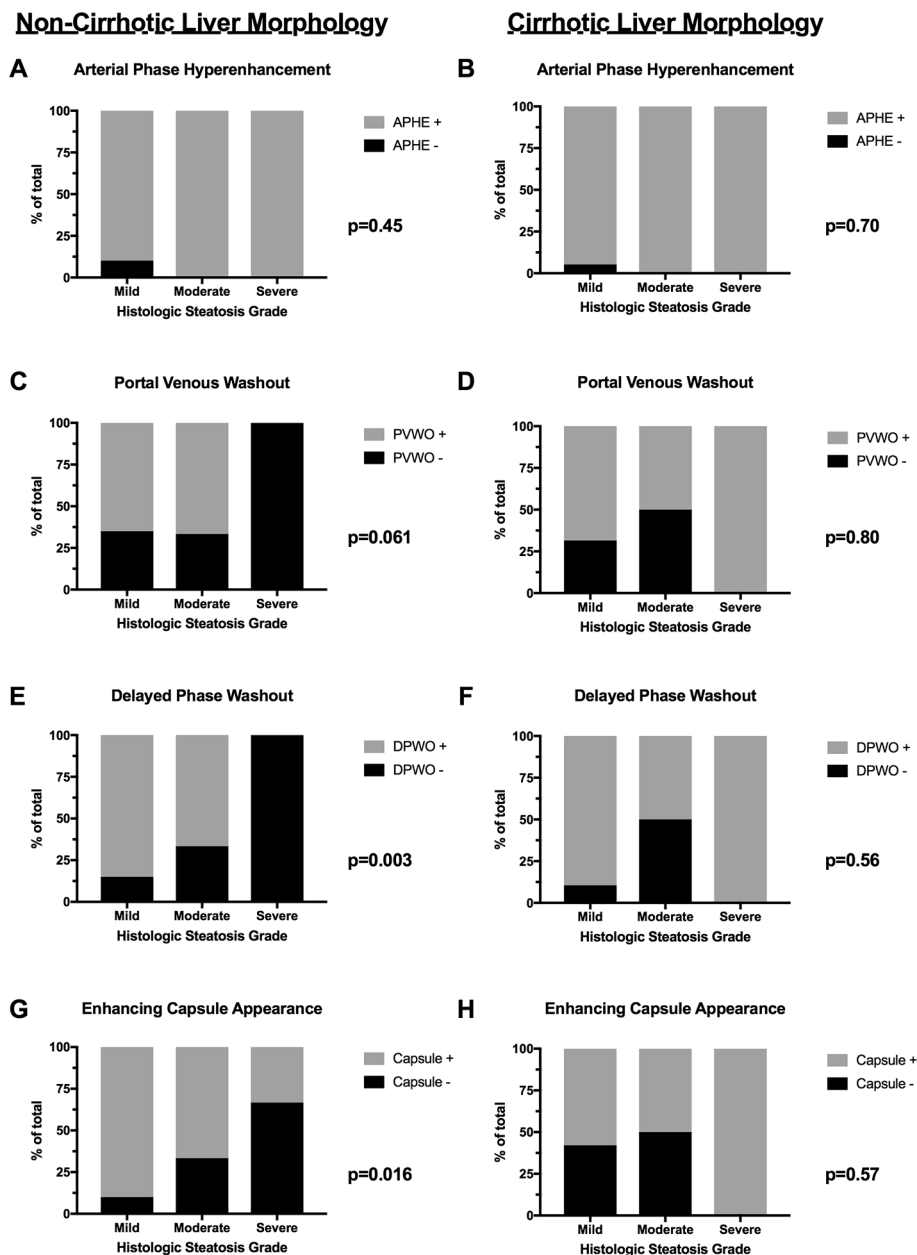 Non-Cirrhotic Liver Morphology
Cirrhotic Liver Morphology
A
Arterial Phase Hyperenhancement
% of total
100
75
50
25
0
Mild
Moderate
Severe
Histologic Steatosis Grade
APHE +
APHE -
p=0.45
B
Arterial Phase Hyperenhancement
% of total
100
75
50
25
0
Mild
Moderate
Severe
Histologic Steatosis Grade
APHE +
APHE -
p=0.70
C
Portal Venous Washout
% of total
100
75
50
25
0
Mild
Moderate
Severe
Histologic Steatosis Grade
PVWO +
PVWO -
p=0.061
D
Portal Venous Washout
% of total
100
75
50
25
0
Mild
Moderate
Severe
Histologic Steatosis Grade
PVWO +
PVWO -
p=0.80
E
Delayed Phase Washout
% of total
100
75
50
25
0
Mild
Moderate
Severe
Histologic Steatosis Grade
DPWO +
DPWO -
p=0.003
F
Delayed Phase Washout
% of total
100
75
50
25
0
Mild
Moderate
Severe
Histologic Steatosis Grade
DPWO +
DPWO -
p=0.56
G
Enhancing Capsule Appearance
% of total
100
75
50
25
0
Mild
Moderate
Severe
Histologic Steatosis Grade
Capsule +
Capsule -
p=0.016
H
Enhancing Capsule Appearance
% of total
100
75
50
25
0
Mild
Moderate
Severe
Histologic Steatosis Grade
Capsule +
Capsule -
p=0.57